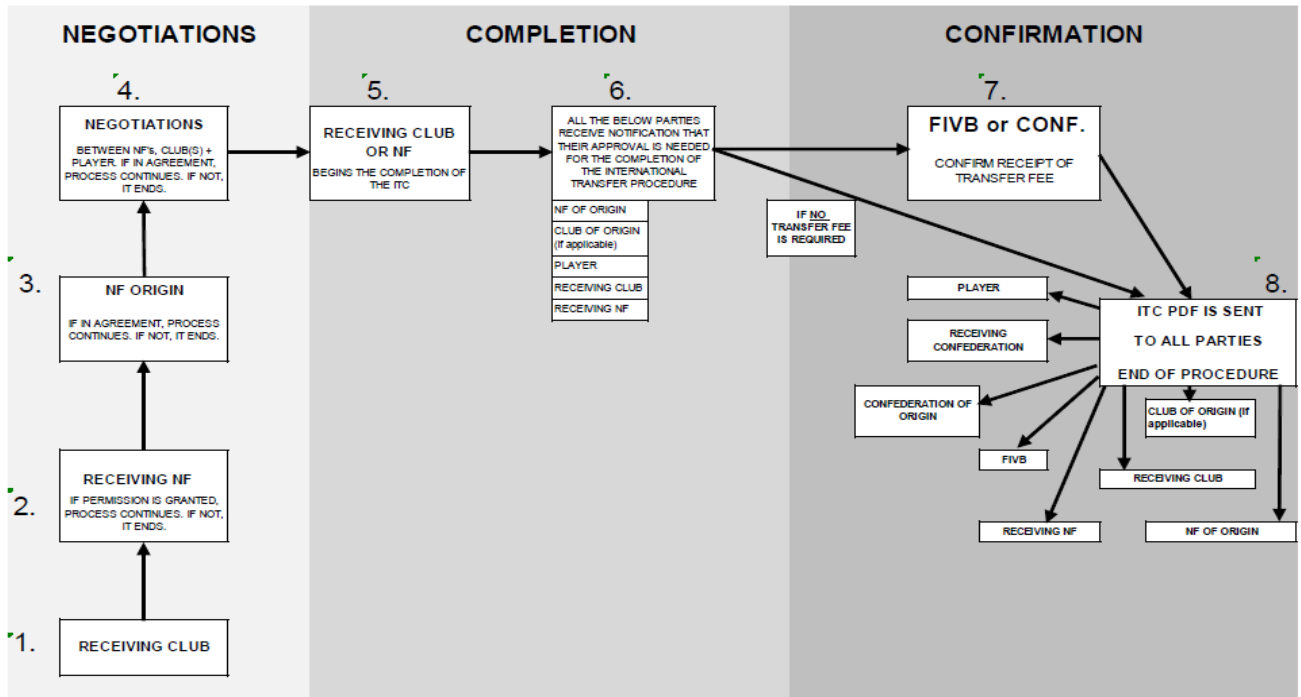 NEGOTIATIONS
COMPLETION
CONFIRMATION
4.
NEGOTIATIONS
BETWEEN NF's, CLUB(S) +
PLAYER. IF IN AGREEMENT,
PROCESS CONTINUES. IF NOT,
IT ENDS.
3.
NF ORIGIN
IF IN AGREEMENT, PROCESS
CONTINUES. IF NOT, IT ENDS.
2.
RECEIVING NF
IF PERMISSION IS GRANTED,
PROCESS CONTINUES. IF NOT,
IT ENDS.
1.
RECEIVING CLUB
5.
RECEIVING CLUB
OR NF
BEGINS THE COMPLETION OF
THE ITC
6.
ALL THE BELOW PARTIES
RECEIVE NOTIFICATION THAT
THEIR APPROVAL IS NEEDED
FOR THE COMPLETION OF
THE INTERNATIONAL
TRANSFER PROCEDURE
NF OF ORIGIN
CLUB OF ORIGIN
(if applicable)
PLAYER
RECEIVING CLUB
RECEIVING NF
7.
FIVB or CONF.
CONFIRM RECEIPT OF
TRANSFER FEE
IF NO
TRANSFER FEE
IS REQUIRED
8.
ITC PDF IS SENT
TO ALL PARTIES
END OF PROCEDURE
PLAYER
RECEIVING
CONFEDERATION
CONFEDERATION OF
ORIGIN
FIVB
RECEIVING NF
CLUB OF ORIGIN (if
applicable)
RECEIVING CLUB
NF OF ORIGIN